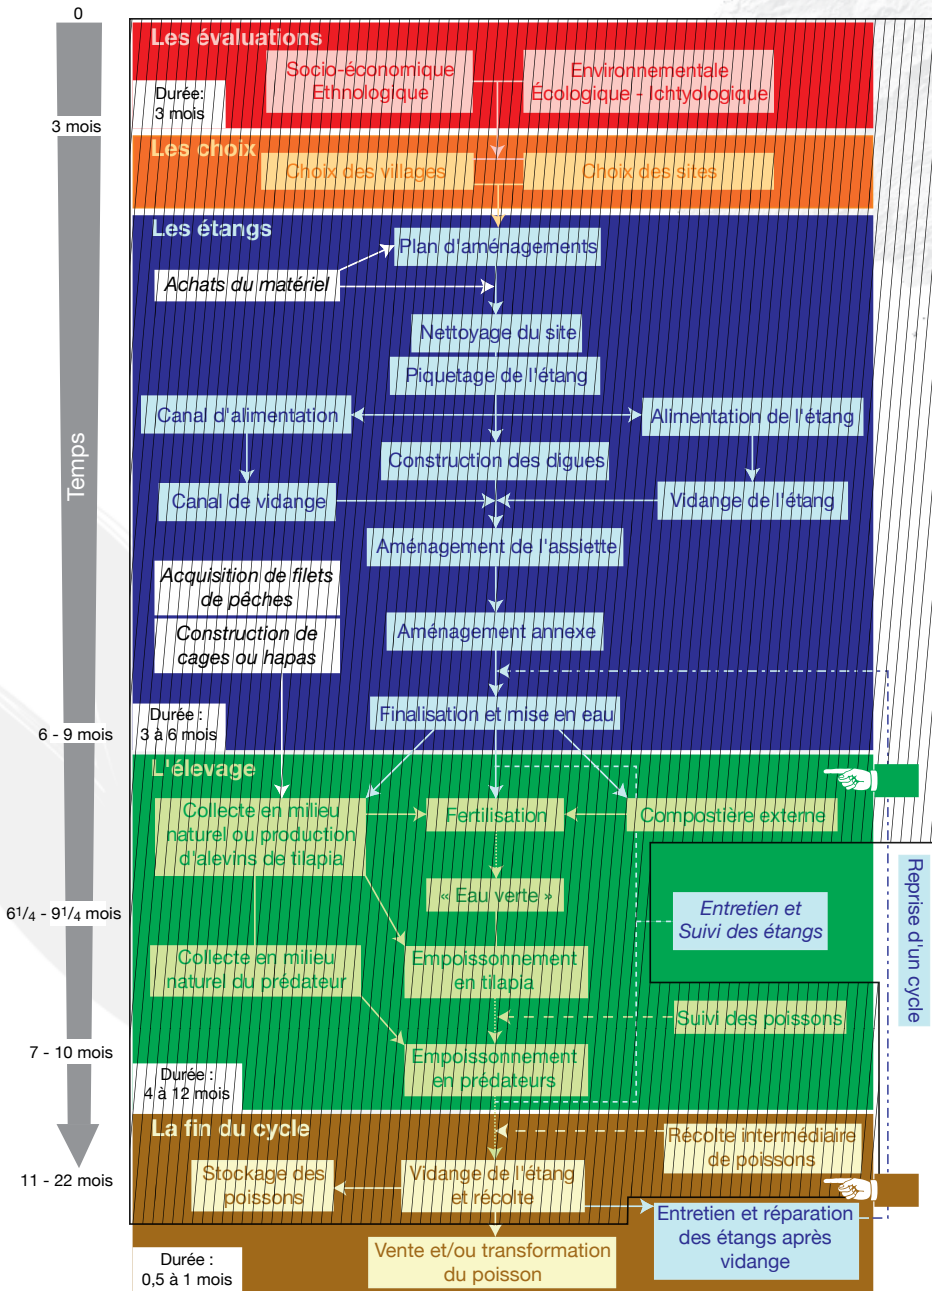 0
Les évaluations
Socio-économique
Ethnologique
Environnementale
Écologique - Ichtyologique
Durée:
3 mois
3 mois
Les choix
Choix des villages
Choix des sites
Les étangs
Plan d'aménagements
Achats du matériel
Nettoyage du site
Piquetage de l'étang
Canal d'alimentation
Alimentation de l'étang
Temps
Construction des digues
Canal de vidange
Vidange de l'étang
Aménagement de l'assiette
Acquisition de filets
de pêches
Construction de
cages ou hapas
Aménagement annexe
Finalisation et mise en eau
Durée :
3 à 6 mois
6 - 9 mois
L'élevage
Collecte en milieu
naturel ou production
d'alevins de tilapia
Fertilisation
Compostière externe
« Eau verte »
6 1/4 - 9 1/4 mois
Entretien et
Suivi des étangs
Reprise d'un cycle
Collecte en milieu
naturel du prédateur
Empoissonnement
en tilapia
Suivi des poissons
7 - 10 mois
Empoissonnement
en prédateurs
Durée :
4 à 12 mois
La fin du cycle
Récolte intermédiaire
de poissons
Stockage des
poissons
Vidange de l'étang
et récolte
11 - 22 mois
Entretien et réparation
des étangs après
vidange
Vente et/ou transformation
du poisson
Durée :
0,5 à 1 mois